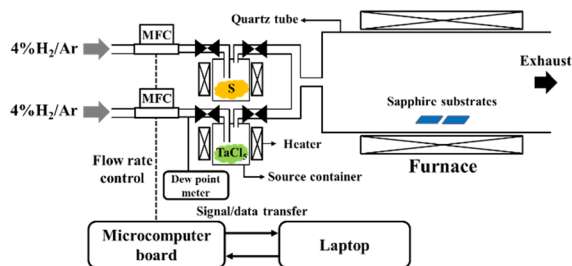 Quartz tube
MFC
4%H₂/Ar
Exhaust
S
Sapphire substrates
4%H₂/Ar
MFC
TaCl₅
Heater
Furnace
Flow rate
control
Dew point
meter
Source container
Signal/data transfer
Microcomputer
board
Laptop